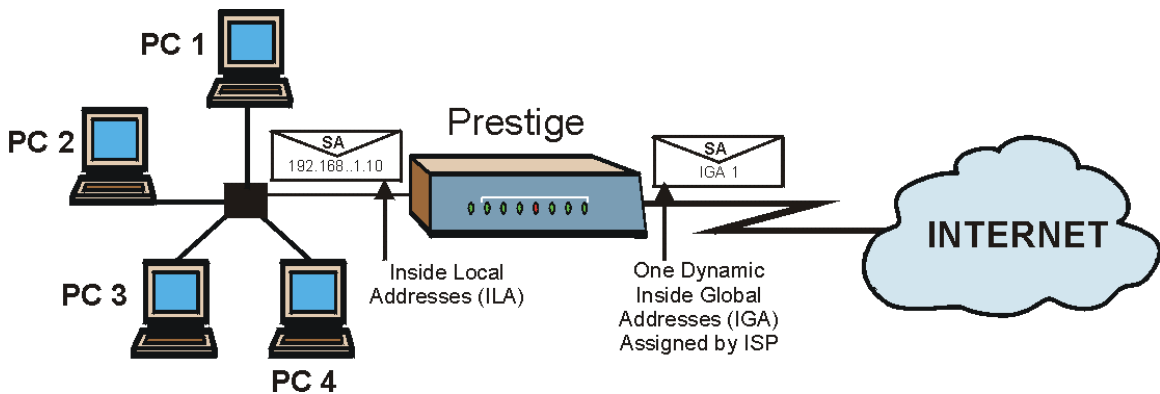 PC 1
PC 2
PC 3
PC 4
SA
192.168..1.10
Prestige
SA
IGA 1
INTERNET
Inside Local
Addresses (ILA)
One Dynamic
Inside Global
Addresses (IGA)
Assigned by ISP